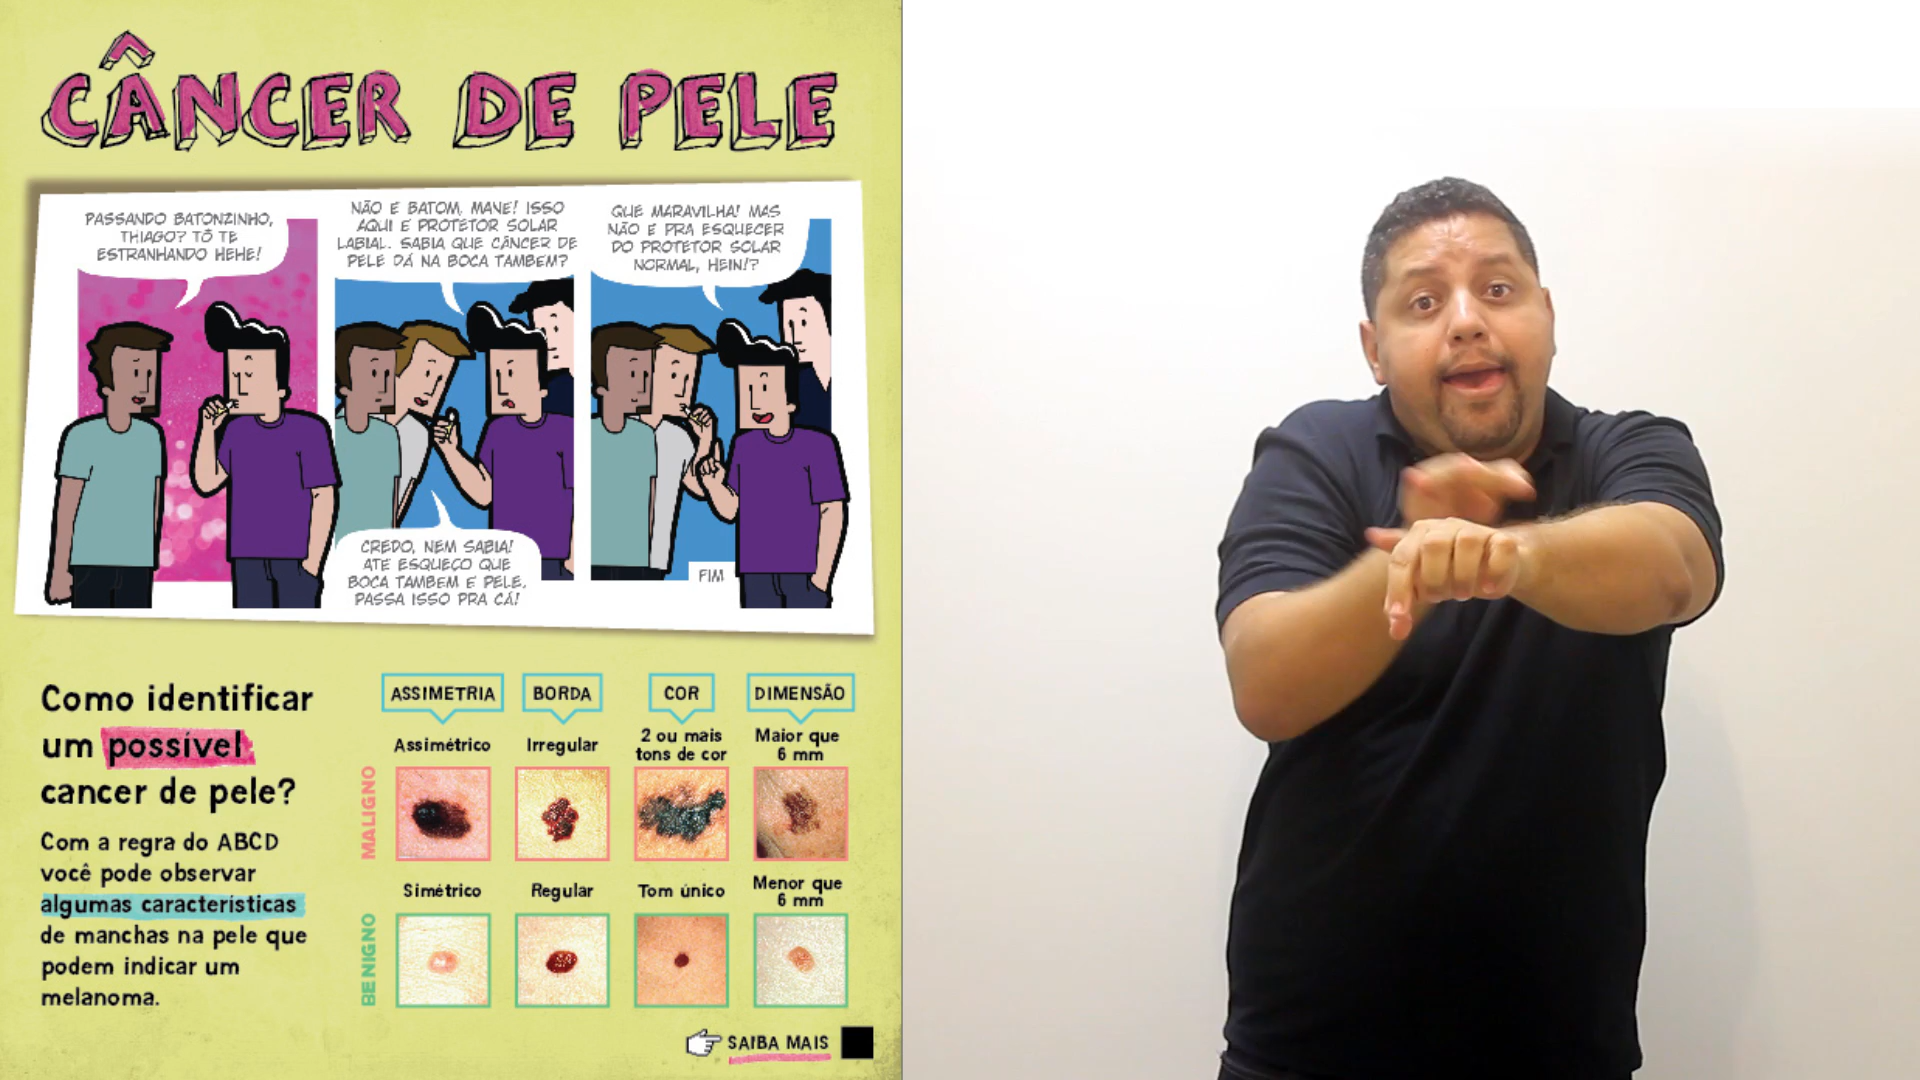 CÂNCER DE PELE
PASSANDO BATONZINHO,
THIAGO? TÔ TE
ESTRANHANDO HEHE!
NÃO E BATOM, MANE! ISSO
AQUI E PROTETOR SOLAR
LABIAL. SABIA QUE CÂNCER DE
PELE DÁ NA BOCA TAMBEM?
CREDO, NEM SABIA!
ATE ESQUEÇO QUE
BOCA TAMBEM E PELE.
PASSA ISSO PRA CÁ!
QUE MARAVILHA! MAS
NÃO E PRA ESQUECER
DO PROTETOR SOLAR
NORMAL, HEIN!?
FIM
Como identificar
um possível
cancer de pele?
Com a regra do ABCD
você pode observar
algumas características
de manchas na pele que
podem indicar um
melanoma.
ASSIMETRIA
BORDA
COR
DIMENSÃO
Assimétrico
Irregular
2 ou mais
tons de cor
Maior que
6 mm
MALIGNO
Simétrico
Regular
Tom único
Menor que
6 mm
BENIGNO
SAIBA MAIS